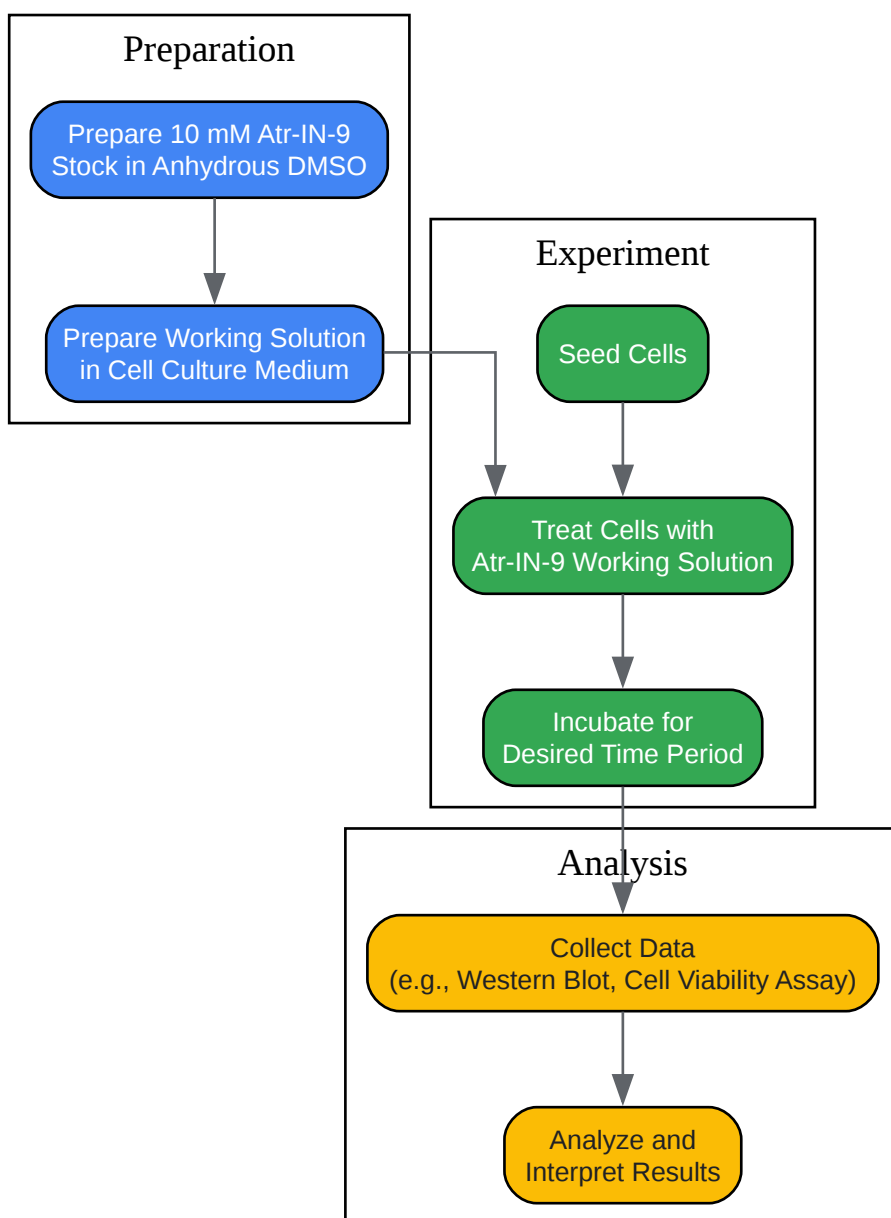 Preparation
Prepare 10 mM Atr-IN-9
Stock in Anhydrous DMSO
Prepare Working Solution
in Cell Culture Medium
Experiment
Seed Cells
Treat Cells with
Atr-IN-9 Working Solution
Incubate for
Desired Time Period
Analysis
Collect Data
(e.g., Western Blot, Cell Viability Assay)
Analyze and
Interpret Results